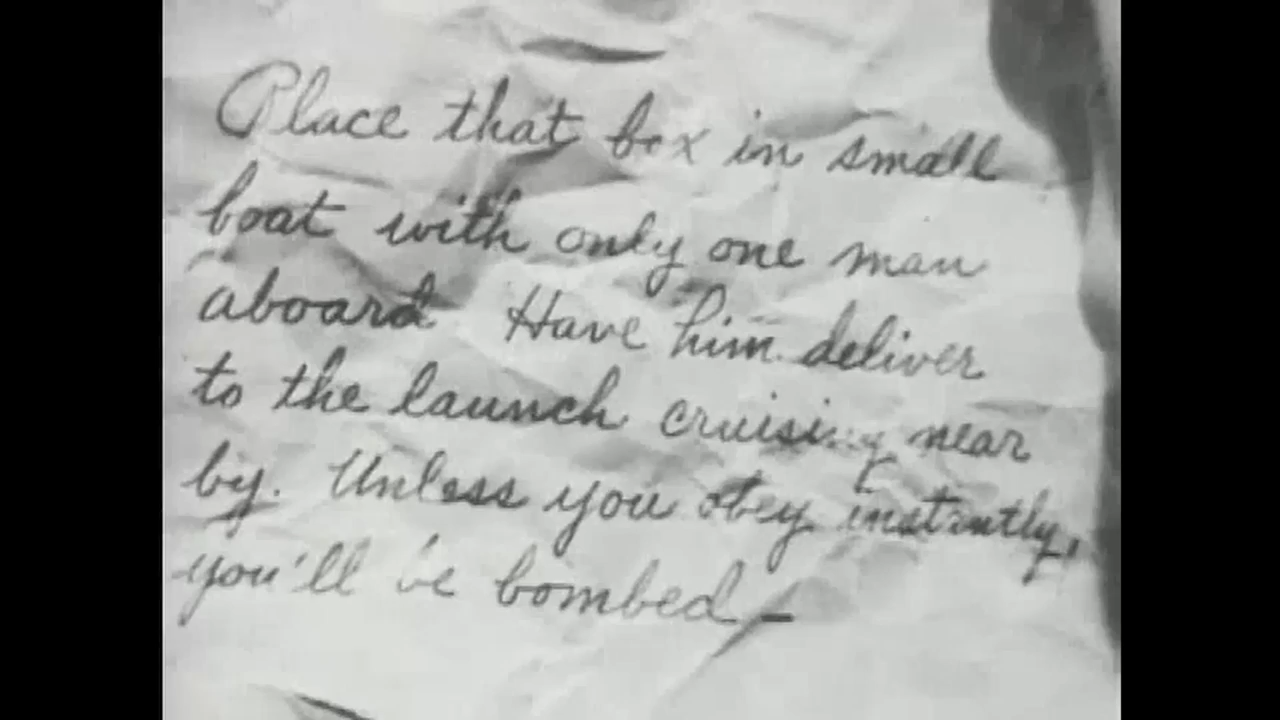 Place that box in small
boat with only one man
aboard Have him deliver
to the launch cruising near
by. Unless you obey instantly,
you'll be bombed –